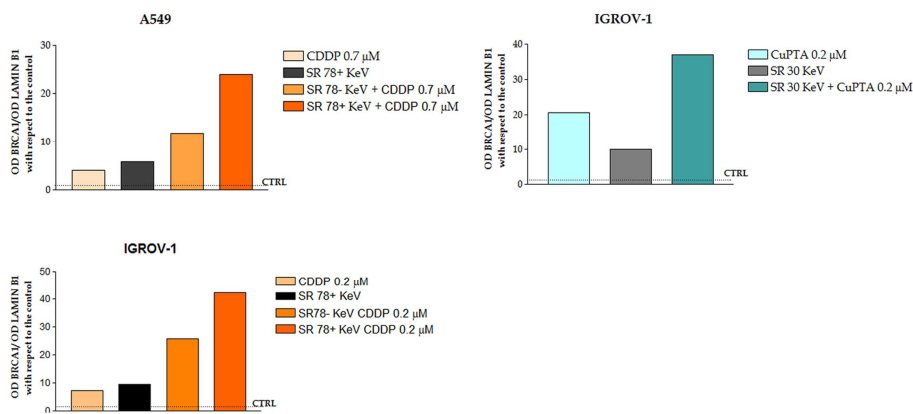 A549
OD BRCA1/OD LAMIN B1
with respect to the control
30
20
10
0
CTRL
CDDP 0.7 μM
SR 78+ KeV
SR 78- KeV + CDDP 0.7 μM
SR 78+ KeV + CDDP 0.7 μM
IGROV-1
OD BRCA1/OD LAMIN B1
with respect to the control
40
30
20
10
0
CTRL
CuPTA 0.2 μM
SR 30 KeV
SR 30 KeV + CuPTA 0.2 μM
IGROV-1
OD BRCA1/ OD LAMIN B1
with respect to the control
50
40
30
20
10
0
CTRL
CDDP 0.2 μM
SR 78+ KeV
SR78- KeV CDDP 0.2 μM
SR 78+ KeV CDDP 0.2 μM